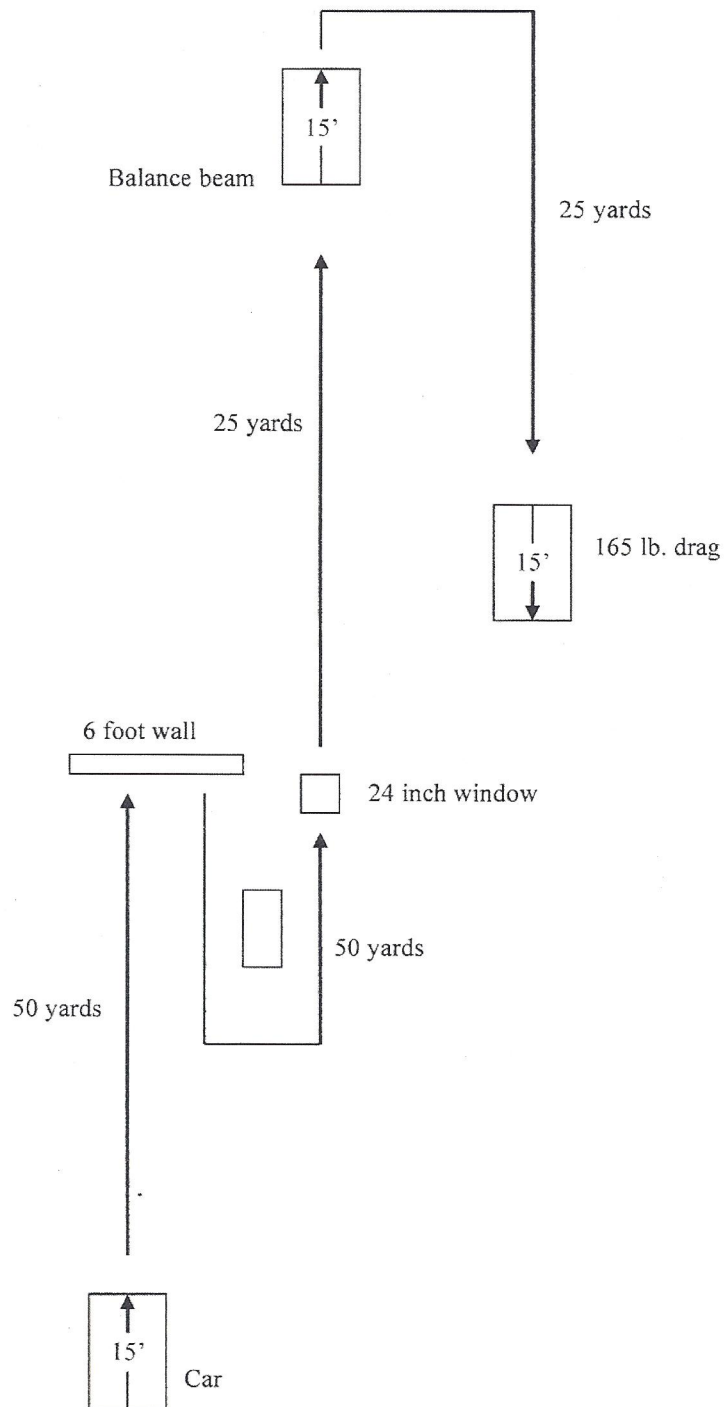 15’
Balance beam
25 yards
25 yards
165 lb. drag
15’
6 foot wall
24 inch window
50 yards
50 yards
15’
Car